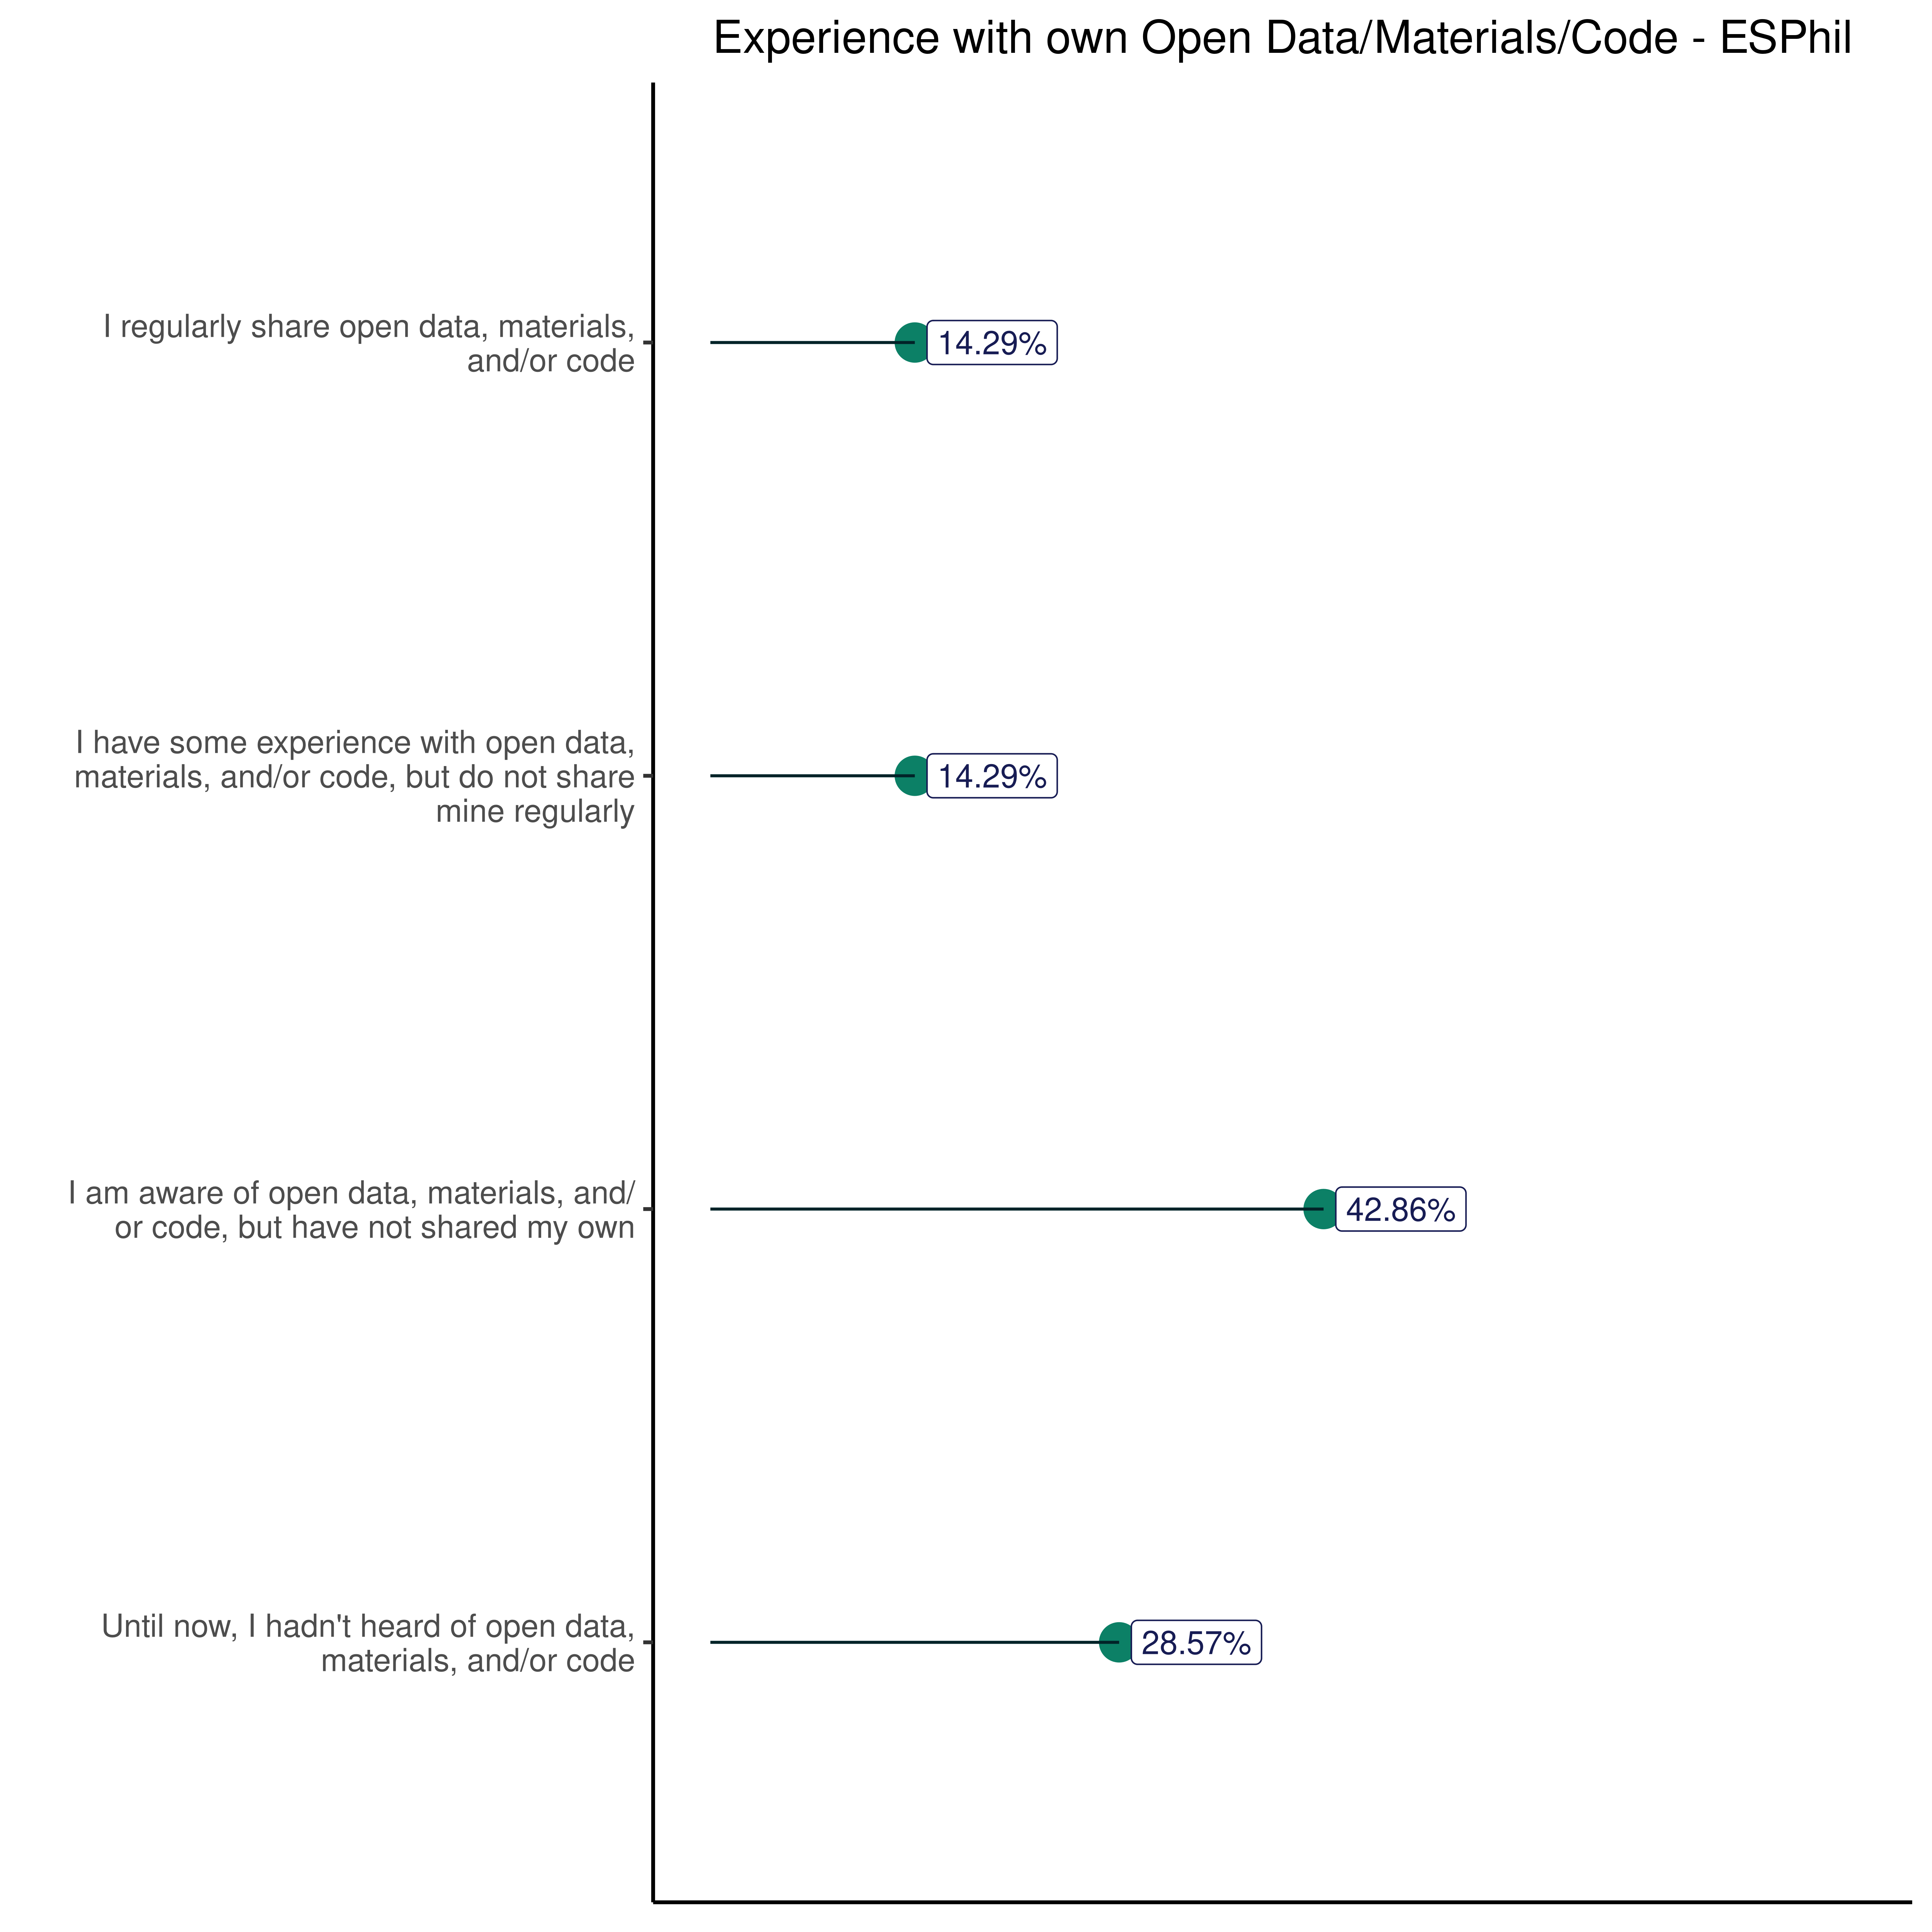 Experience with own Open Data/Materials/Code - ESPhil
I regularly share open data, materials,
and/or code
14.29%
I have some experience with open data,
materials, and/or code, but do not share
mine regularly
14.29%
I am aware of open data, materials, and/
or code, but have not shared my own
42.86%
Until now, I hadn't heard of open data,
materials, and/or code
28.57%